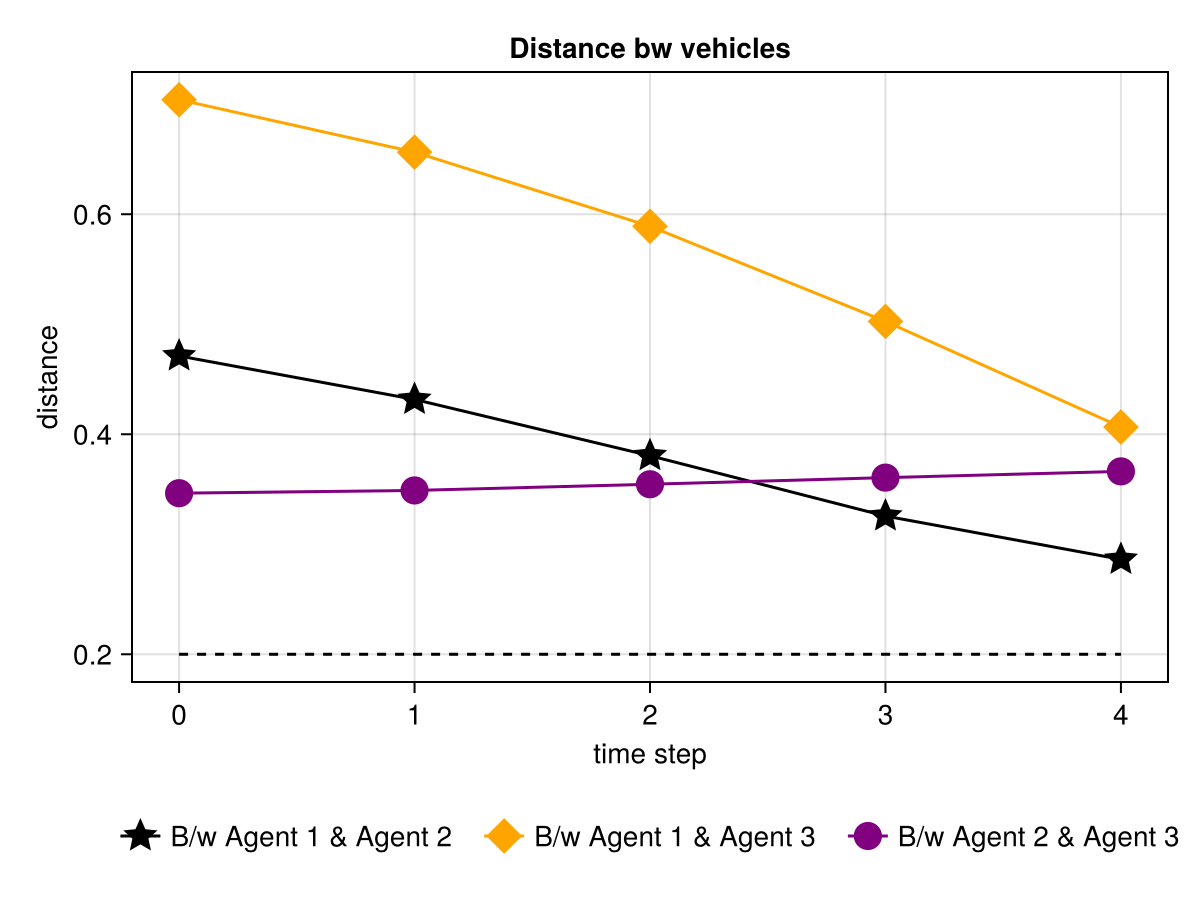 Distance bw vehicles
0.6
0.4
0.2
distance
0 1 2 3 4
time step
B/w Agent 1 & Agent 2 B/w Agent 1 & Agent 3 B/w Agent 2 & Agent 3